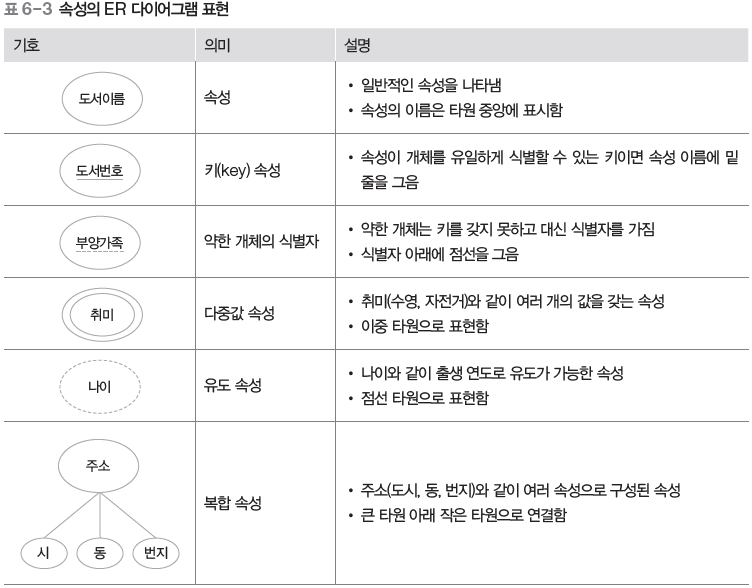 표 6-3 속성의 ER 다이어그램 표현
기호 의미 설명
도서이름 속성
• 일반적인 속성을 나타냄
• 속성의 이름은 타원 중앙에 표시함
도서번호 키(key) 속성
• 속성이 개체를 유일하게 식별할 수 있는 키이면 속성 이름에 밑
줄을 그음
부양가족 약한 개체의 식별자
• 약한 개체는 키를 갖지 못하고 대신 식별자를 가짐
• 식별자 아래에 점선을 그음
취미 다중값 속성
• 취미(수영, 자전거)와 같이 여러 개의 값을 갖는 속성
• 이중 타원으로 표현함
나이 유도 속성
• 나이와 같이 출생 연도로 유도가 가능한 속성
• 점선 타원으로 표현함
주소
시 동 번지
복합 속성
• 주소(도시, 동, 번지)와 같이 여러 속성으로 구성된 속성
• 큰 타원 아래 작은 타원으로 연결함